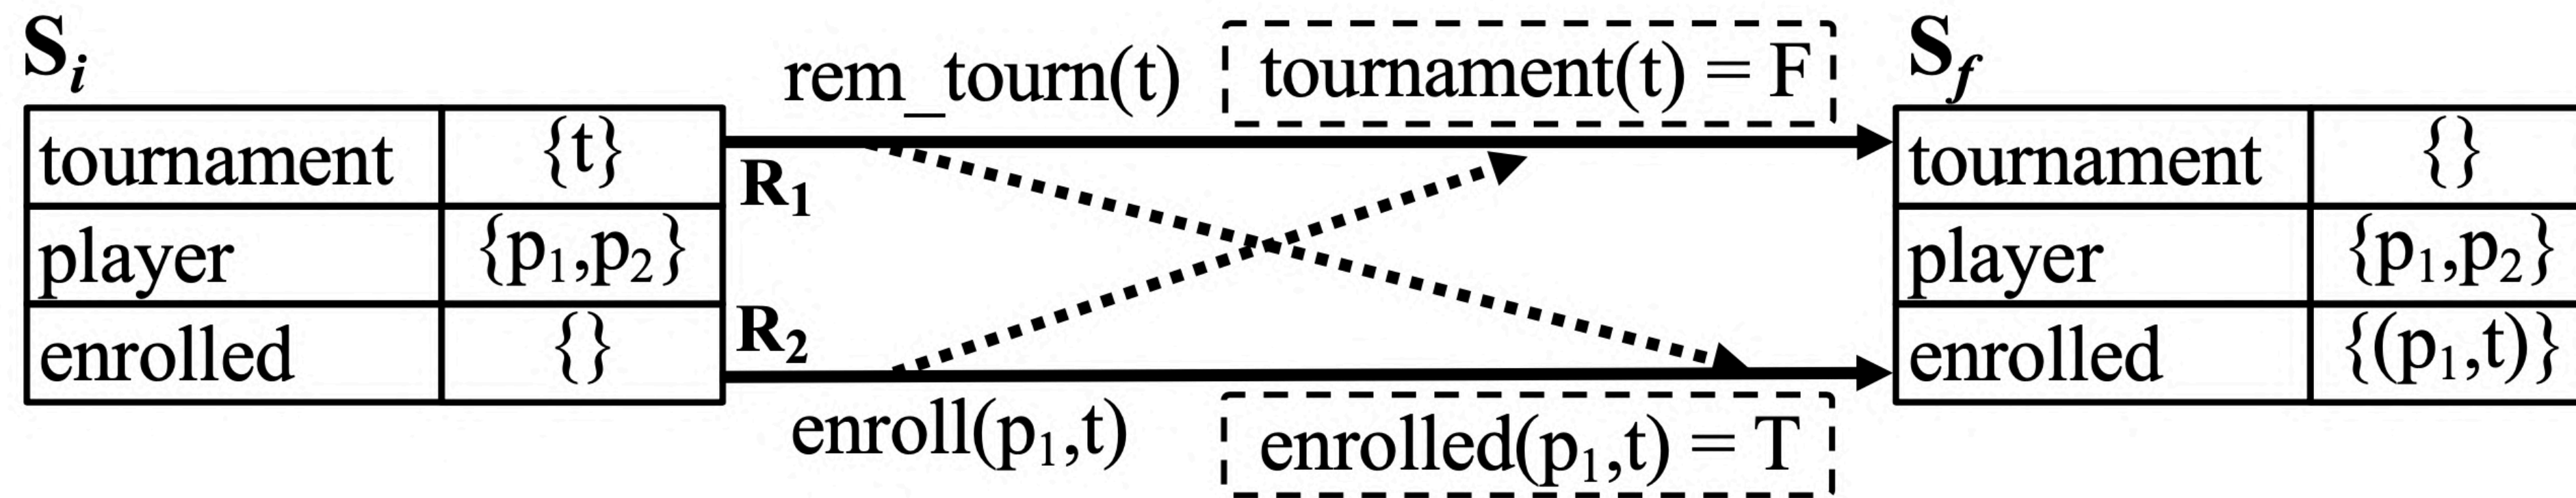 Si
rem_tourn(t) tournament(t) = F
Sf
tournament {t}
player {p1,p2}
enrolled {}
R1
R2
enroll(p1,t) enrolled(p1,t) = T
tournament {}
player {p1,p2}
enrolled {(p1,t)}